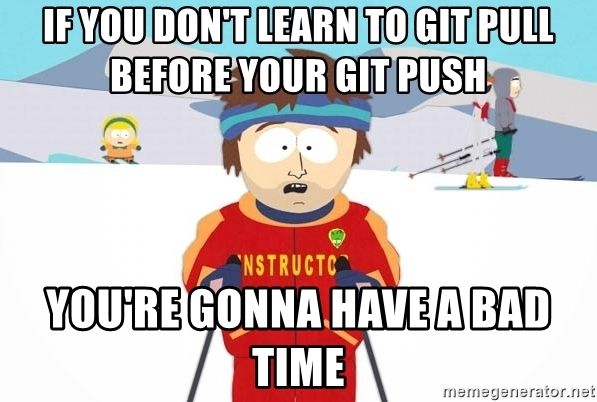 IF YOU DON'T LEARN TO GIT PULL
BEFORE YOUR GIT PUSH
INSTRUCTO
YOU'RE GONNA HAVE A BAD
TIME
memegenerator.net